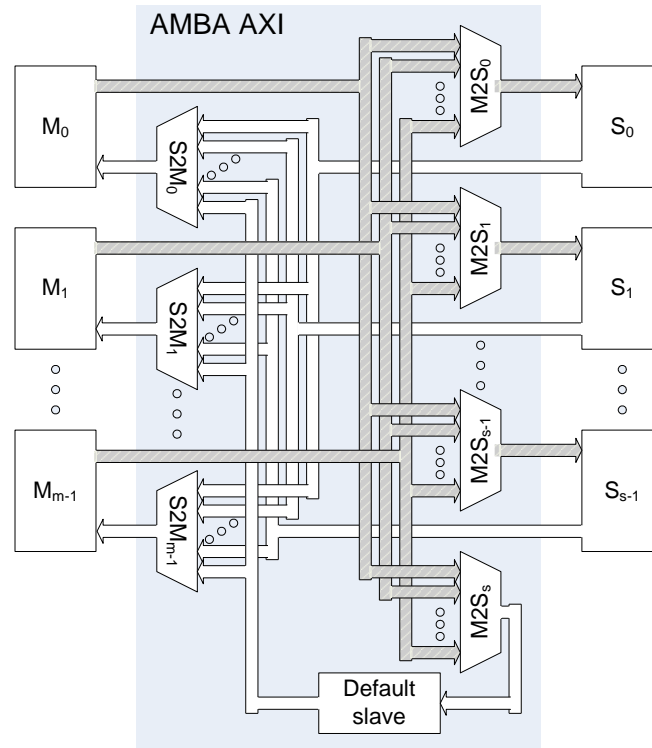 AMBA AXI
M0
S2M0
M2S0
S0
M1
S2M1
M2S1
S1
Mm-1
S2Mm-1
M2Ss-1
Ss-1
M2Ss
Default
slave